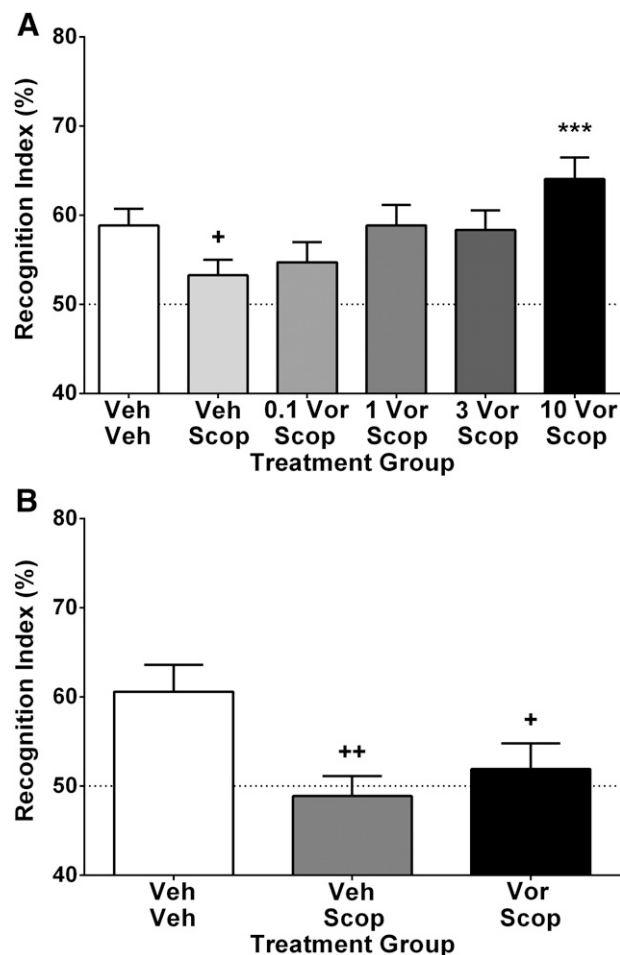 A
Recognition Index (%)
80
70
60
50
40
+
***
Veh Veh 0.1 Vor 1 Vor 3 Vor 10 Vor
Veh Scop Scop Scop Scop Scop
Treatment Group
B
Recognition Index (%)
80
70
60
50
40
++
+
Veh Veh Vor
Veh Scop Scop
Treatment Group